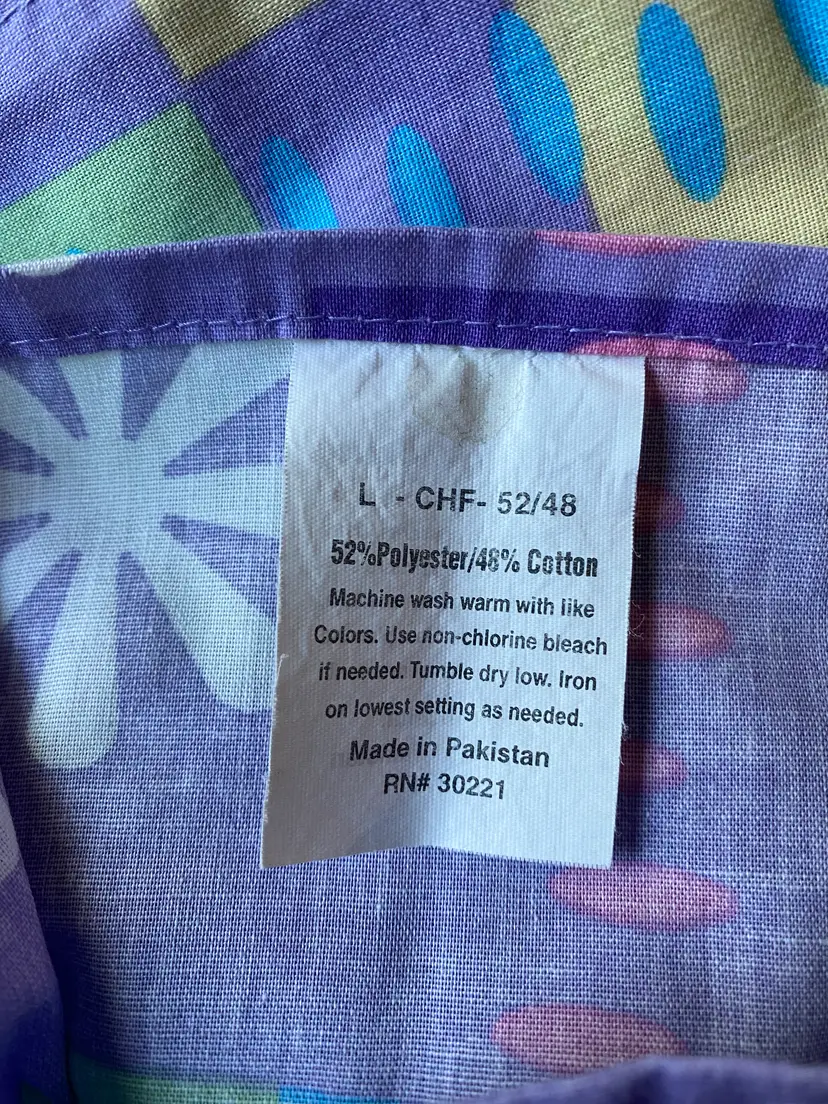 L - CHF- 52/48
52%Polyester/48% Cotton
Machine wash warm with like
Colors. Use non-chlorine bleach
if needed. Tumble dry low. Iron
on lowest setting as needed.
Made in Pakistan
RN# 30221